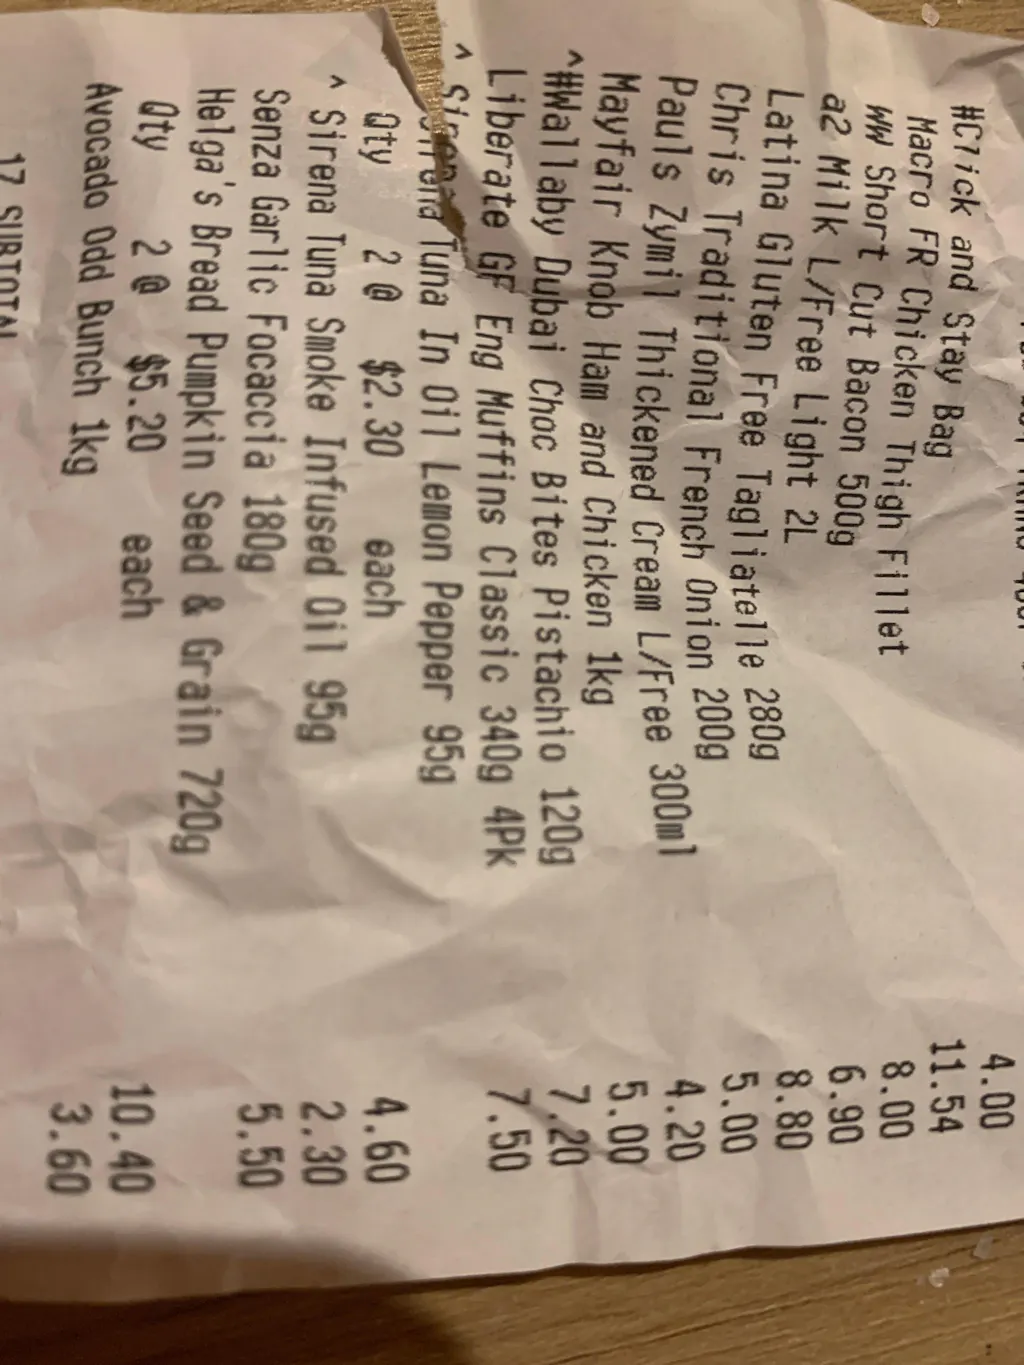 #Crick and Stay Bag 4.00
Macro FR Chicken Thigh Fillet 11.54
WW Short Cut Bacon 500g 8.00
a2 Milk L/Free Light 2L 6.90
Latina Gluten Free Tagliatelle 280g 8.80
Chris Traditional French Onion 200g 5.00
Pauls Zymil Thickened Cream L/Free 300ml 4.20
Mayfair Knob Ham and Chicken 1kg 5.00
^#Wallaby Dubai Choc Bites Pistachio 120g 7.20
Liberate GF Eng Muffins Classic 340g 4Pk 7.50
^ Sirena Tuna In Oil Lemon Pepper 95g
Qty 2 @ $2.30 each 4.60
^ Sirena Tuna Smoke Infused Oil 95g 2.30
Senza Garlic Focaccia 180g 5.50
Helga's Bread Pumpkin Seed & Grain 720g
Qty 2 @ $5.20 each 10.40
Avocado Odd Bunch 1kg 3.60
17 SUBTOTAL